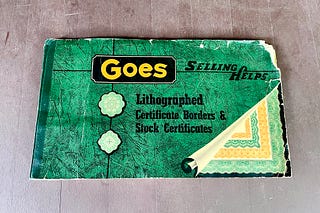 Goes
Selling
Helps
Lithographed
Certificate Borders &
Stock Certificates